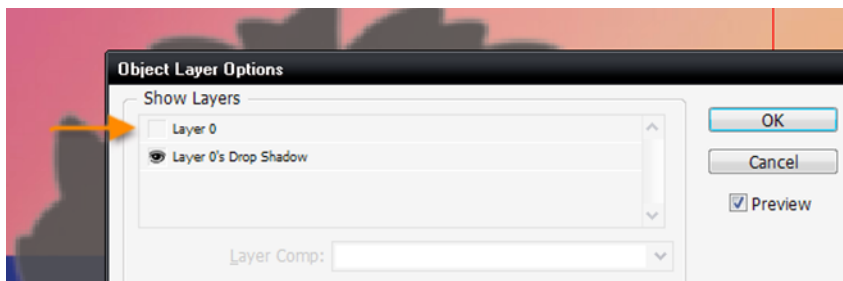 Object Layer Options
Show Layers
Layer 0
Layer 0's Drop Shadow
Layer Comp:
OK
Cancel
Preview